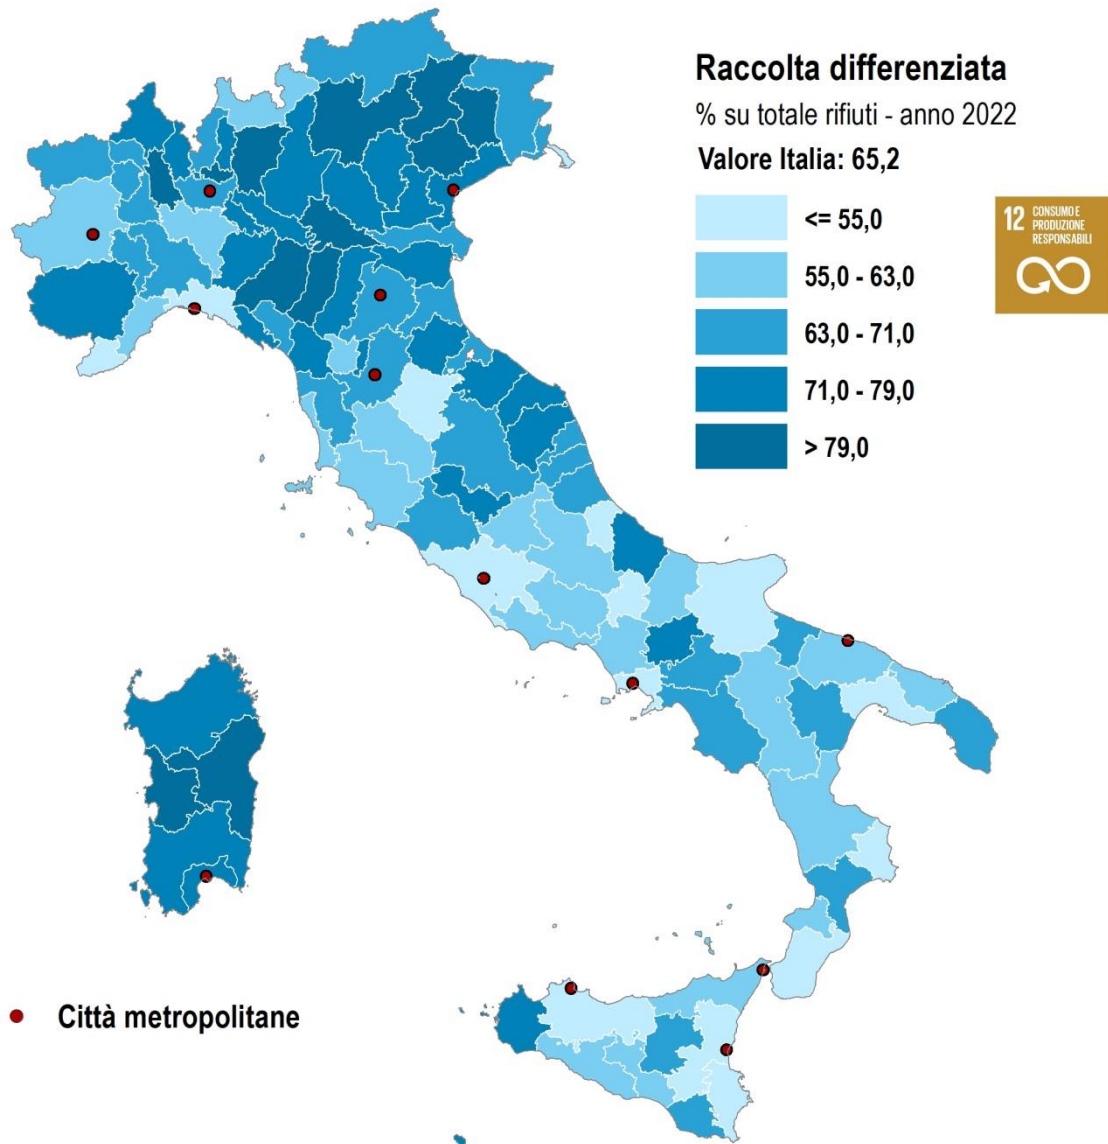 Raccolta differenziata
% su totale rifiuti - anno 2022
Valore Italia: 65,2
<= 55,0
55,0 - 63,0
63,0 - 71,0
71,0 - 79,0
> 79,0
12 CONSUMO E
PRODUZIONE
RESPONSABILI
Città metropolitane